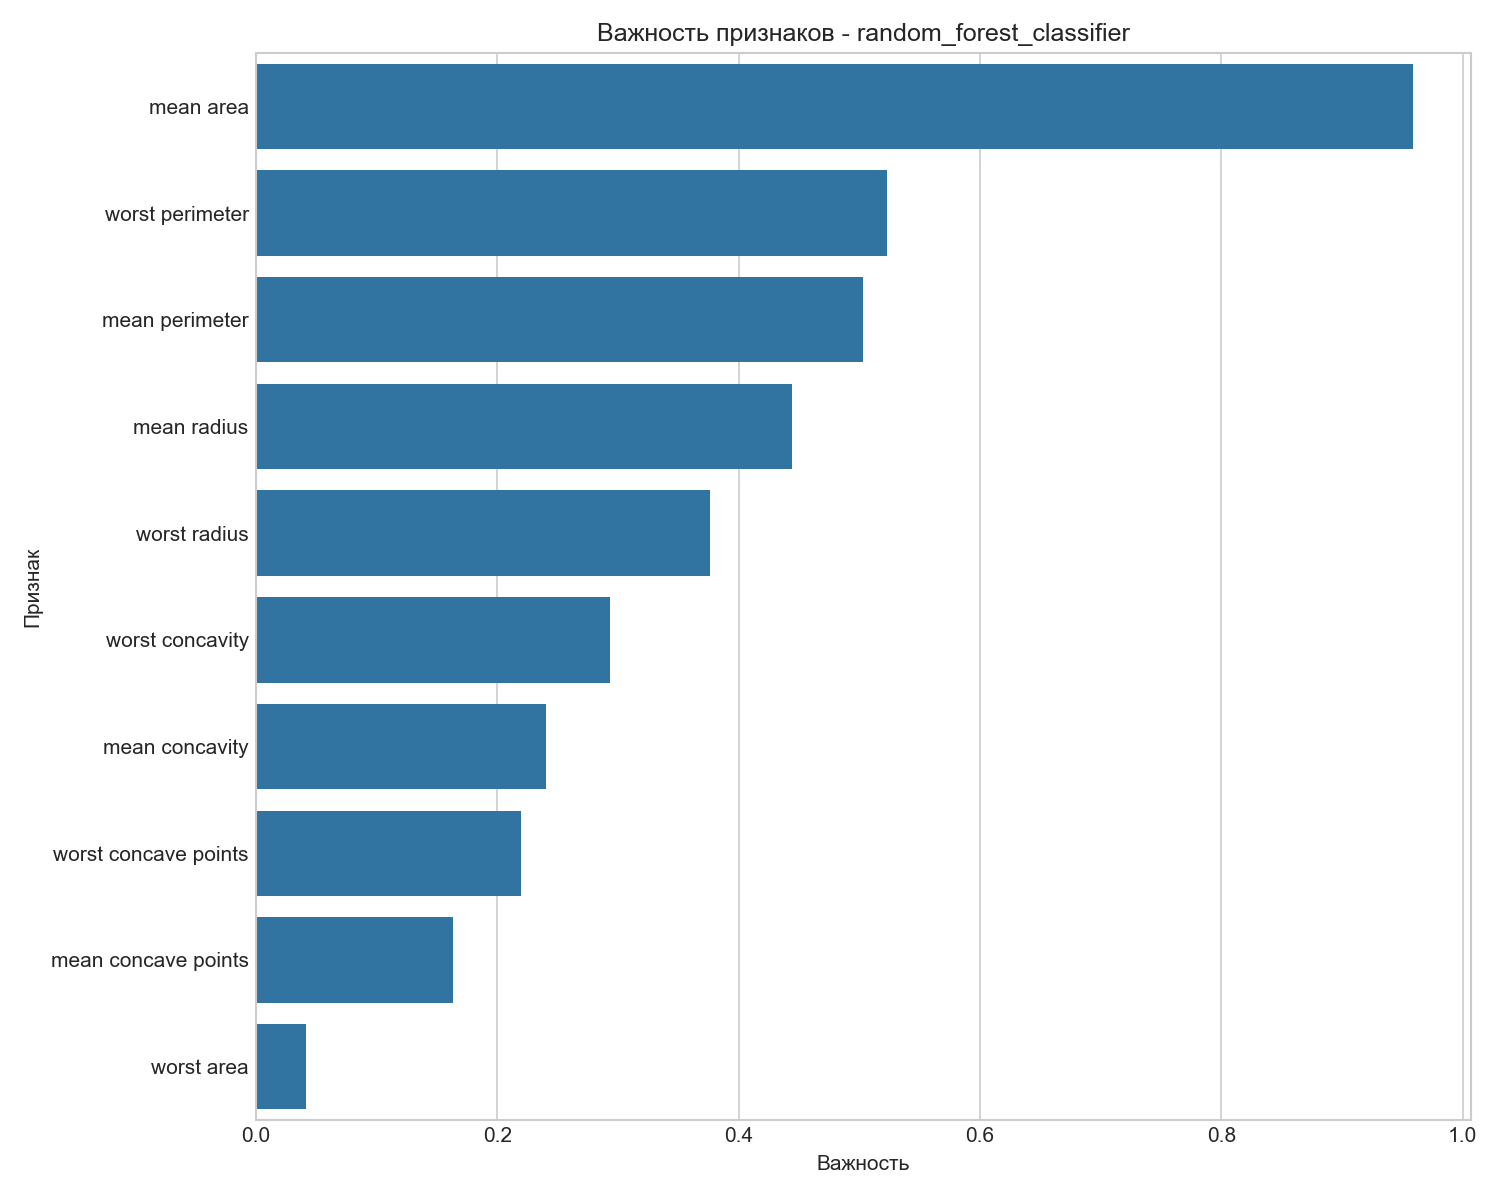 Важность признаков - random_forest_classifier
mean area
worst perimeter
mean perimeter
mean radius
worst radius
worst concavity
mean concavity
worst concave points
mean concave points
worst area
Признак
0.0 0.2 0.4 0.6 0.8 1.0
Важность